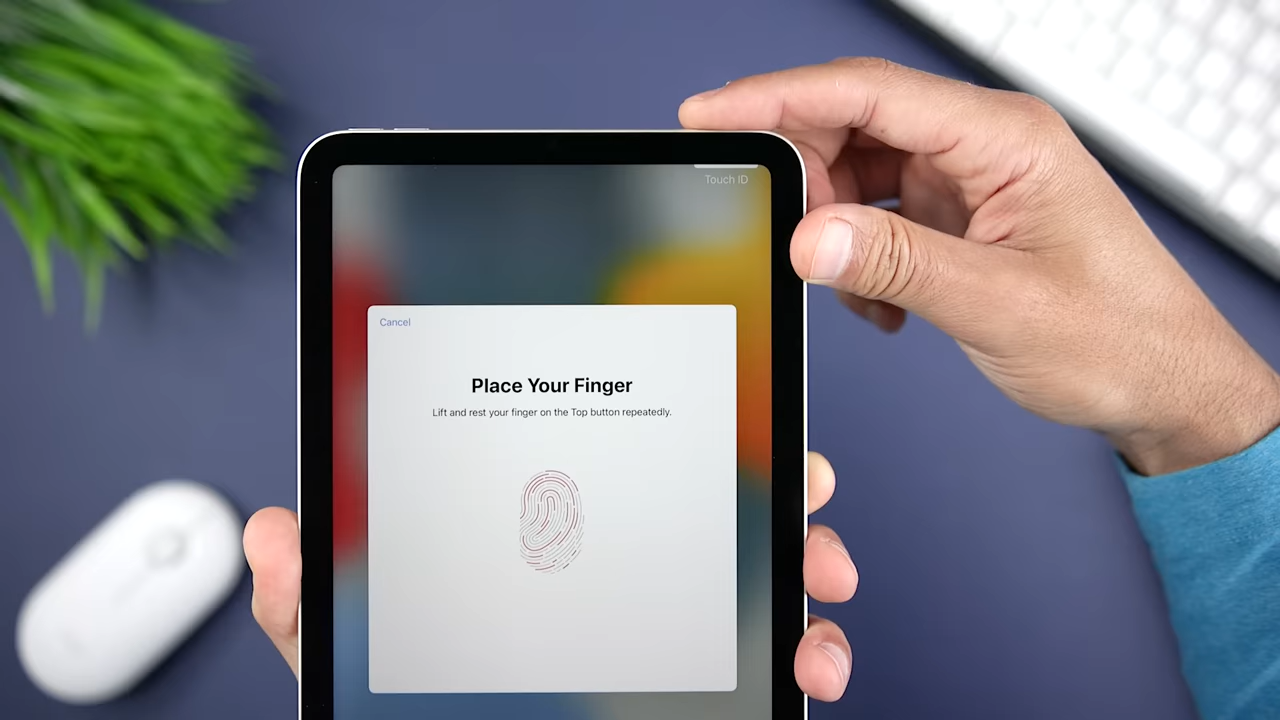 Touch ID
Cancel
Place Your Finger
Lift and rest your finger on the Top button repeatedly.